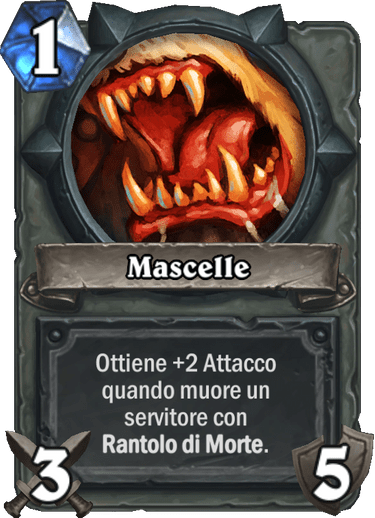 1
Mascelle
Ottiene +2 Attacco
quando muore un
servitore con
Rantolo di Morte.
3
5